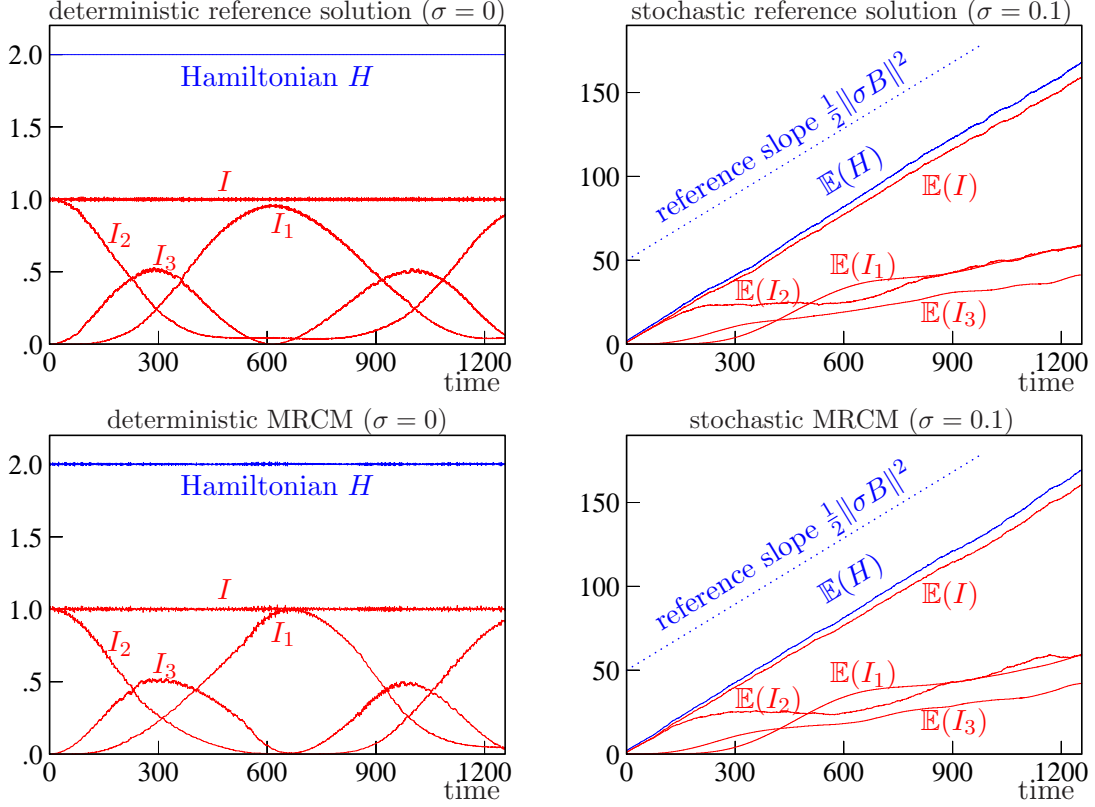 deterministic reference solution (σ = 0)
2.0
Hamiltonian H
1.5
I
1.0
I₂
I₁
I₃
.5
.0
0 300 600 900 1200
time
stochastic reference solution (σ = 0.1)
150
reference slope ½‖σB‖²
𝔼(H)
100
𝔼(I)
50
𝔼(I₁)
𝔼(I₂)
𝔼(I₃)
0
0 300 600 900 1200
time
deterministic MRCM (σ = 0)
2.0
Hamiltonian H
1.5
I
1.0
I₂
I₁
I₃
.5
.0
0 300 600 900 1200
time
stochastic MRCM (σ = 0.1)
150
reference slope ½‖σB‖²
𝔼(H)
100
𝔼(I)
50
𝔼(I₁)
𝔼(I₂)
𝔼(I₃)
0
0 300 600 900 1200
time